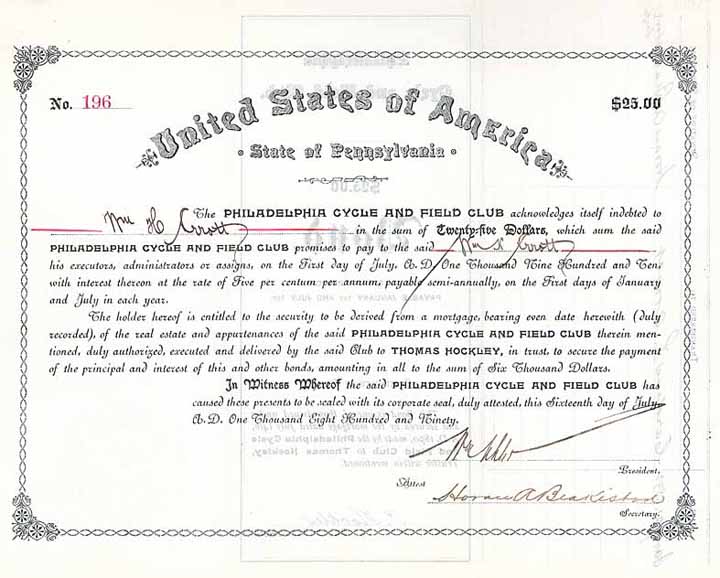 No. 196
$25.00
United States of America
State of Pennsylvania
The PHILADELPHIA CYCLE AND FIELD CLUB acknowledges itself indebted to
Wm H in the sum of Twenty-five Dollars, which sum the said
PHILADELPHIA CYCLE AND FIELD CLUB promises to pay to the said Wm H
his executors, administrators or assigns, on the First day of July, A. D. One Thousand Nine Hundred and Ten,
with interest thereon at the rate of Five per centum per annum, payable semi-annually, on the First days of January
and July in each year.
The holder hereof is entitled to the security to be derived from a mortgage, bearing even date herewith (duly
recorded), of the real estate and appurtenances of the said PHILADELPHIA CYCLE AND FIELD CLUB therein men-
tioned, duly authorized, executed and delivered by the said Club to THOMAS HOCKLEY, in trust, to secure the payment
of the principal and interest of this and other bonds, amounting in all to the sum of Six Thousand Dollars.
In Witness Whereof the said PHILADELPHIA CYCLE AND FIELD CLUB has
caused these presents to be sealed with its corporate seal, duly attested, this Sixteenth day of July,
A. D. One Thousand Eight Hundred and Ninety.
President.
Attest
Horace A
Secretary.